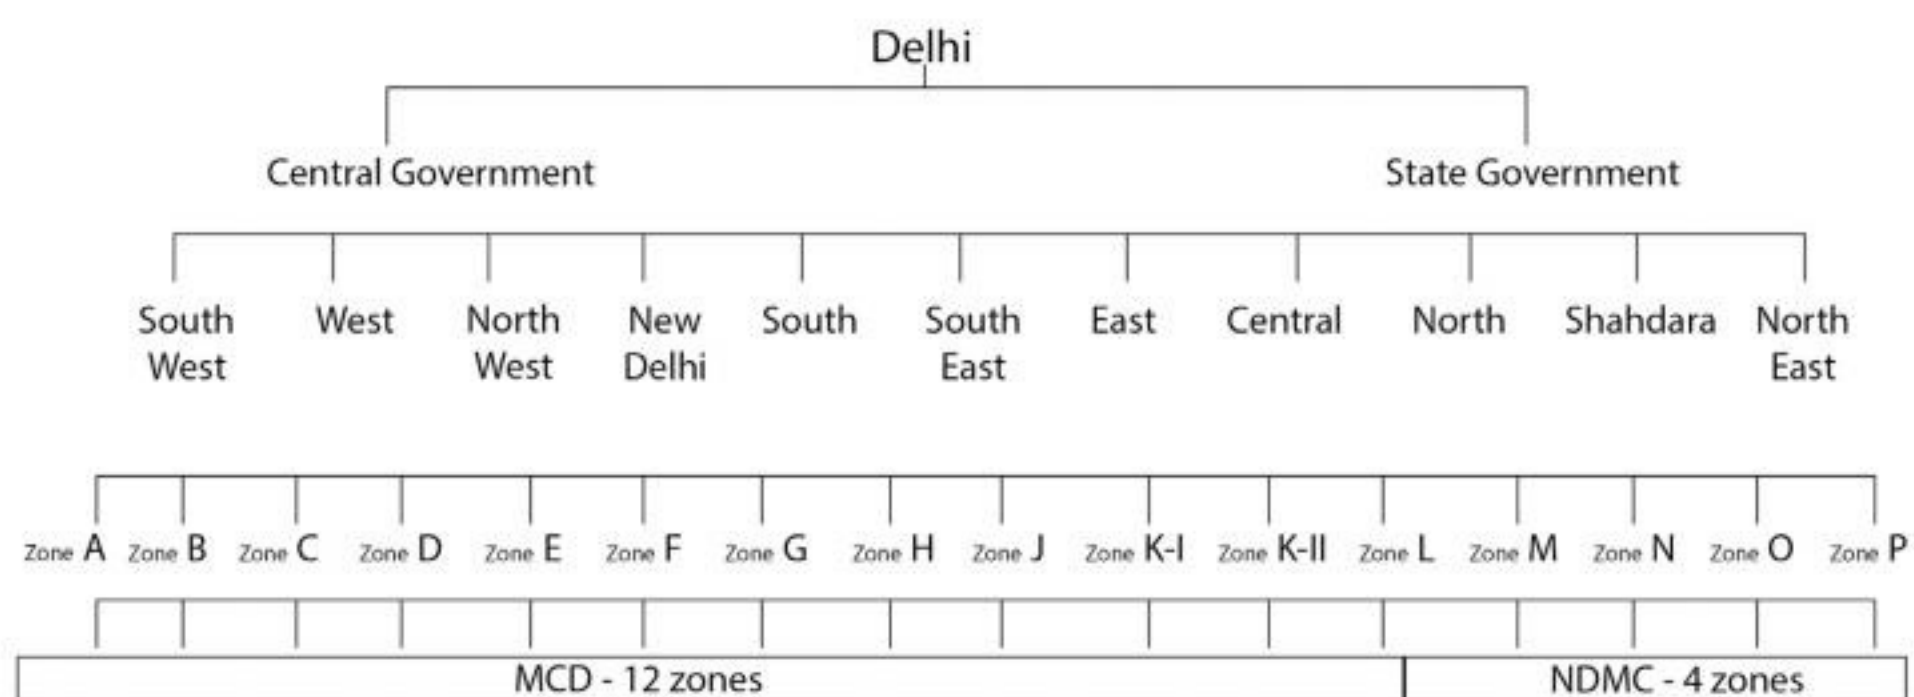 Delhi
Central Government State Government
South West West North West New Delhi South South East East Central North Shahdara North East
Zone A Zone B Zone C Zone D Zone E Zone F Zone G Zone H Zone J Zone K-I Zone K-II Zone L Zone M Zone N Zone O Zone P
MCD - 12 zones NDMC - 4 zones